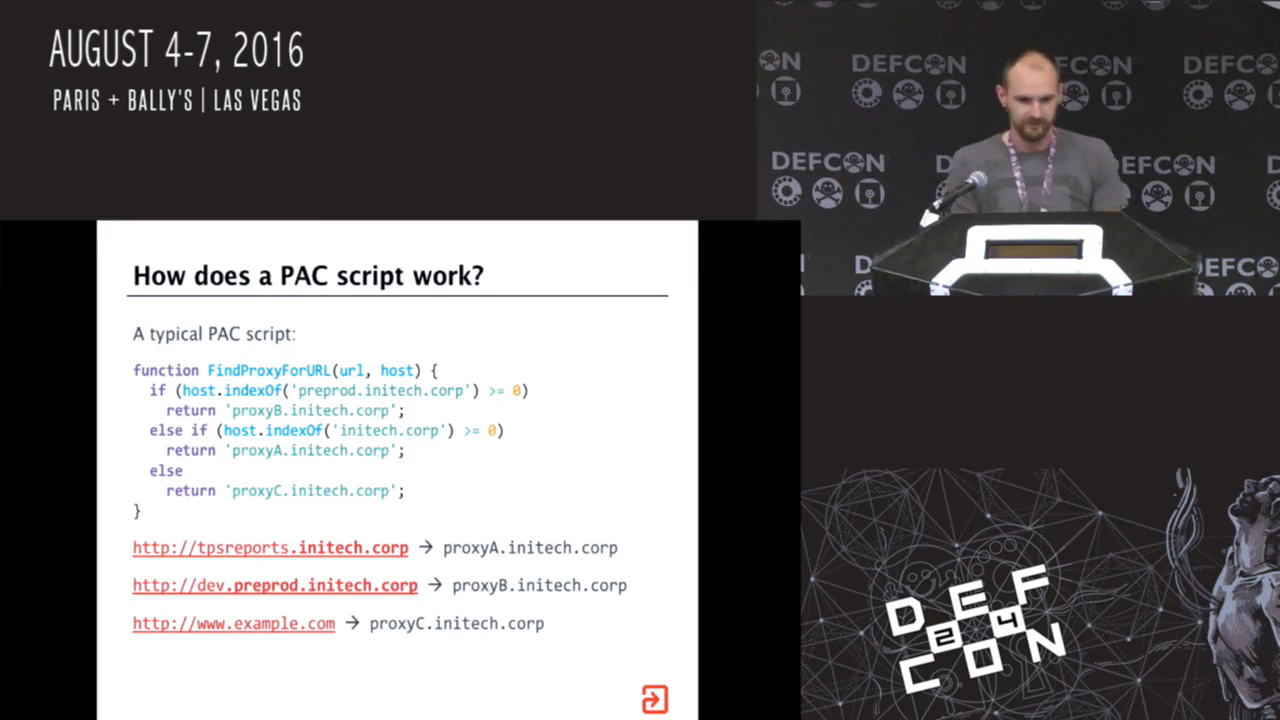 AUGUST 4-7, 2016
PARIS + BALLY'S | LAS VEGAS
DEFCON DEFCON DEFCON
DEFCON
How does a PAC script work?
A typical PAC script:
function FindProxyForURL(url, host) {
  if (host.indexOf('preprod.initech.corp') >= 0)
    return 'proxyB.initech.corp';
  else if (host.indexOf('initech.corp') >= 0)
    return 'proxyA.initech.corp';
  else
    return 'proxyC.initech.corp';
}
http://tpsreports.initech.corp → proxyA.initech.corp
http://dev.preprod.initech.corp → proxyB.initech.corp
http://www.example.com → proxyC.initech.corp
DEF
24
CON